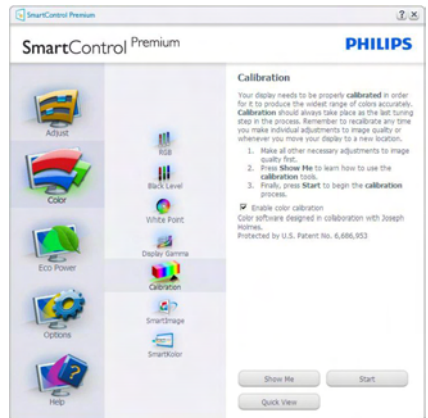 SmartControl Premium
SmartControl Premium
PHILIPS
Adjust
Color
Eco Power
Options
Help
RGB
Black Level
White Point
Display Gamma
Calibration
SmartImage
SmartKolor
Calibration
Your display needs to be properly calibrated in order
for it to produce the widest range of colors accurately.
Calibration should always take place as the last tuning
step in the process. Remember to recalibrate any time
you make individual adjustments to image quality or
whenever you move your display to a new location.
1. Make all other necessary adjustments to image
quality first.
2. Press Show Me to learn how to use the
calibration tools.
3. Finally, press Start to begin the calibration
process.
Enable color calibration
Color software designed in collaboration with Joseph
Holmes.
Protected by U.S. Patent No. 6,686,953
Show Me
Start
Quick View